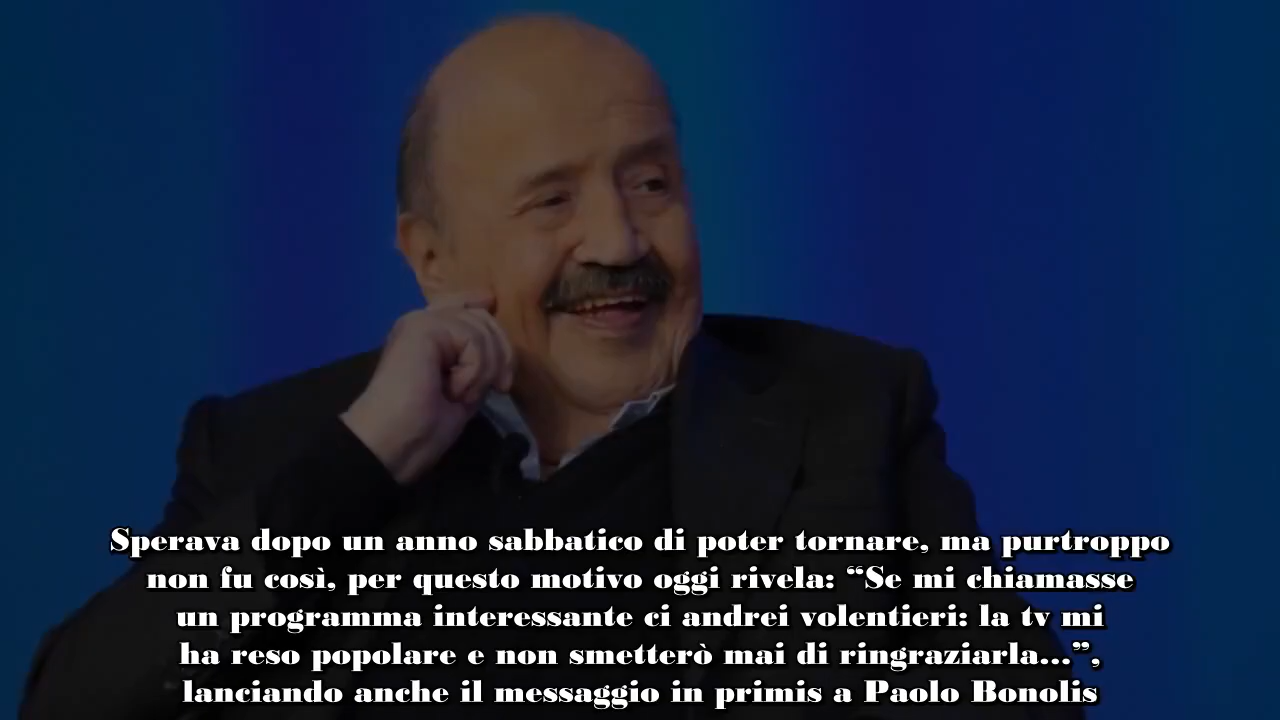 Sperava dopo un anno sabbatico di poter tornare, ma purtroppo
non fu così, per questo motivo oggi rivela: “Se mi chiamasse
un programma interessante ci andrei volentieri: la tv mi
ha reso popolare e non smetterò mai di ringraziarla...”,
lanciando anche il messaggio in primis a Paolo Bonolis